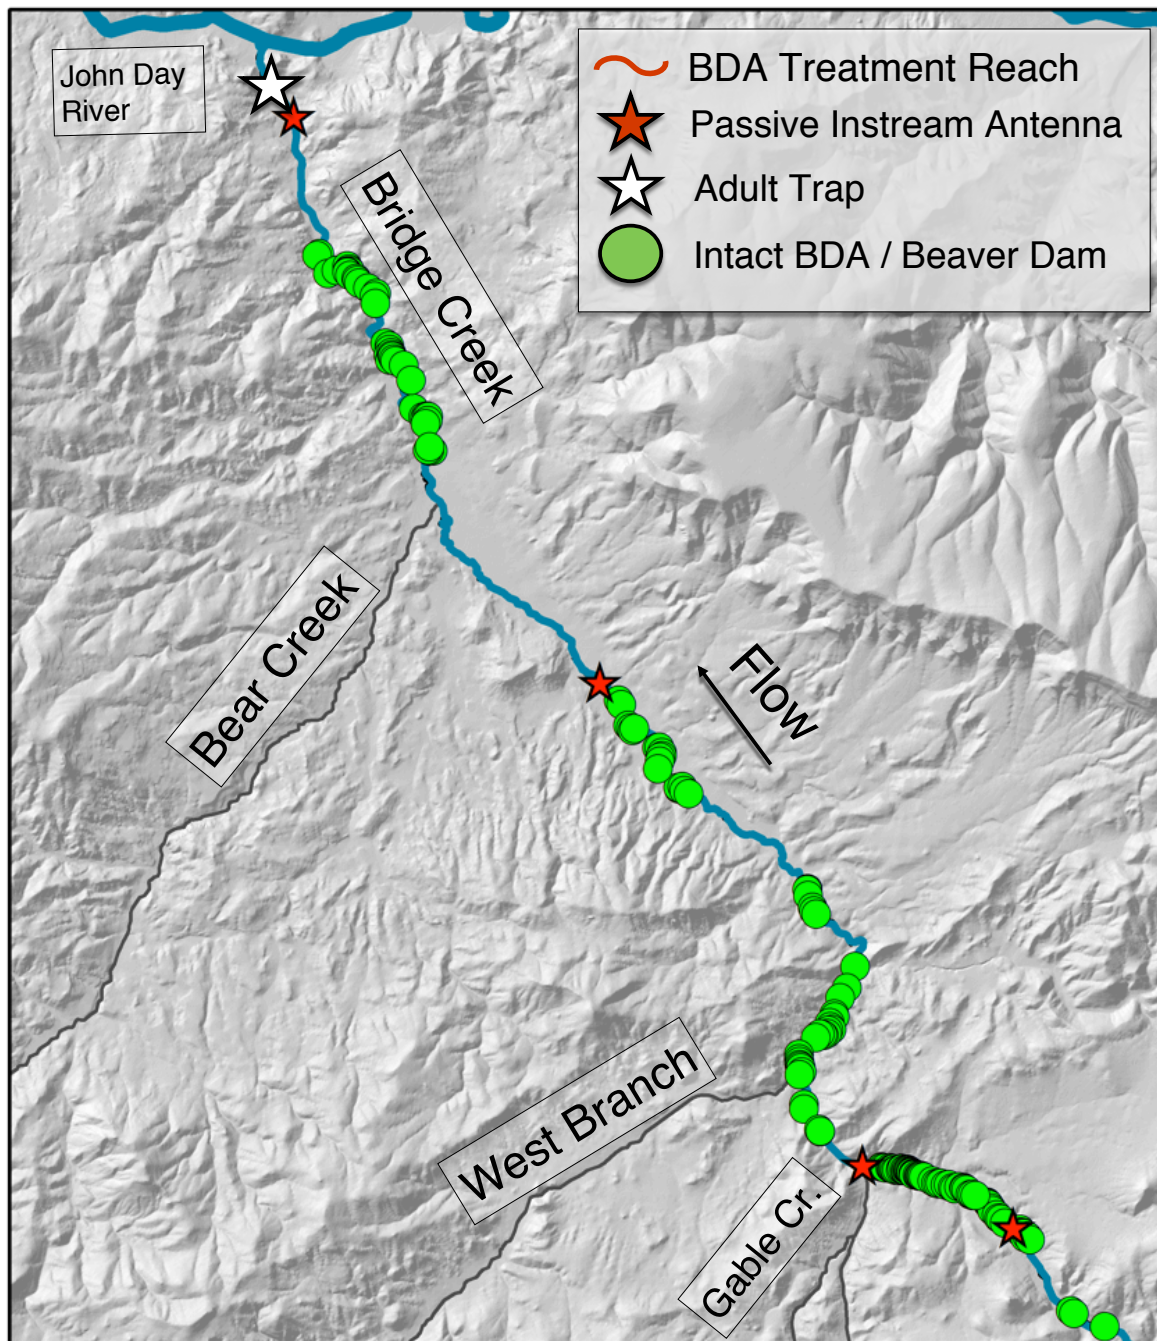 John Day
River
BDA Treatment Reach
Passive Instream Antenna
Adult Trap
Intact BDA / Beaver Dam
Bridge Creek
Bear Creek
Flow
West Branch
Gable Cr.